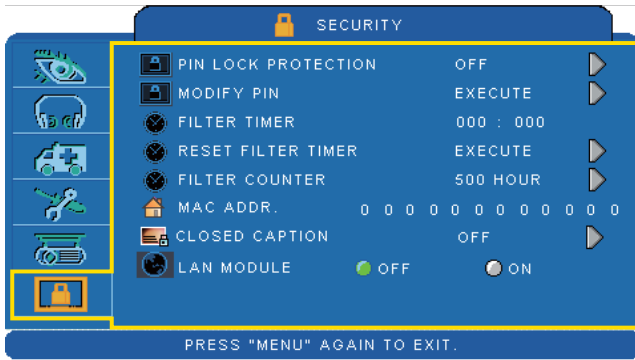 SECURITY
PIN LOCK PROTECTION OFF
MODIFY PIN EXECUTE
FILTER TIMER 000 : 000
RESET FILTER TIMER EXECUTE
FILTER COUNTER 500 HOUR
MAC ADDR. 0 0 0 0 0 0 0 0 0 0 0 0
CLOSED CAPTION OFF
LAN MODULE OFF ON
PRESS "MENU" AGAIN TO EXIT.